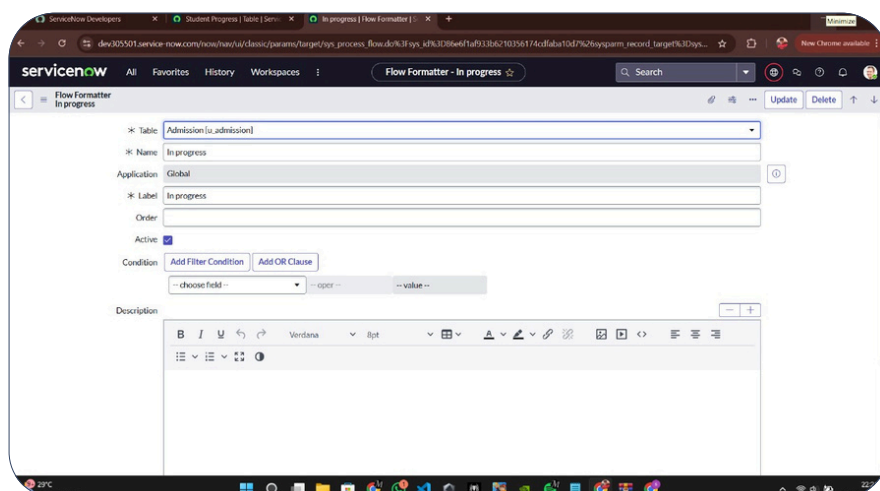 ServiceNow Developers
Student Progress | Table | Servic
In progress | Flow Formatter | S
Minimize
dev305501.service-now.com/now/nav/ui/classic/params/target/sys_process_flow.do%3Fsys_id%3D86e6f1af933b6210356174cdfaba10d7%26sysparm_record_target%3Dsys...
New Chrome available
servicenow
All
Favorites
History
Workspaces
Flow Formatter - In progress
Search
Flow Formatter
In progress
Update
Delete
Table
Admission [u_admission]
Name
In progress
Application
Global
Label
In progress
Order
Active
Condition
Add Filter Condition
Add OR Clause
-- choose field --
-- oper --
-- value --
Description
B I U
Verdana
8pt
A
29°C